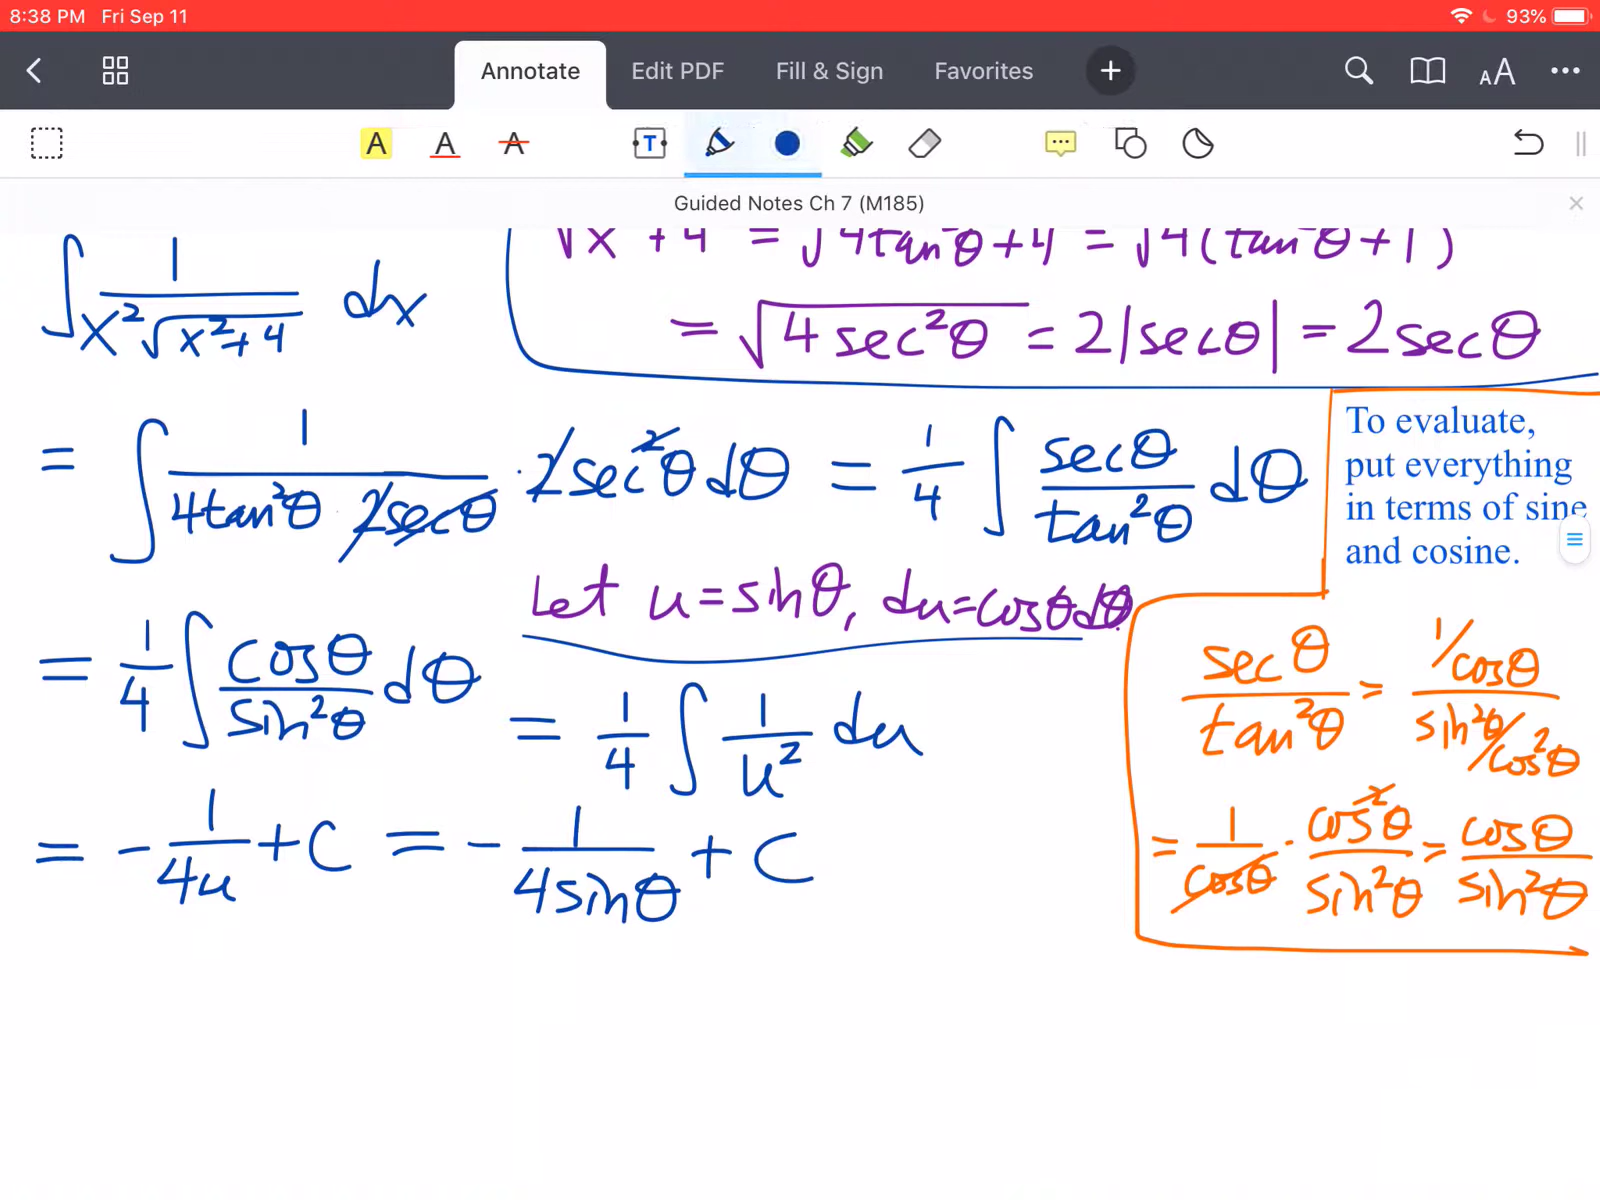 8:38 PM Fri Sep 11 93%
Annotate Edit PDF Fill & Sign Favorites + AA
A A A T
Guided Notes Ch 7 (M185)
∫ 1/(x²√(x²+4)) dx
√x²+4 = √4tan²θ+4 = √4(tan²θ+1)
= √4sec²θ = 2|secθ| = 2secθ
= ∫ 1/(4tan²θ 2secθ) · 2sec²θ dθ = 1/4 ∫ secθ/tan²θ dθ
To evaluate,
put everything
in terms of sine
and cosine.
Let u=sinθ, du=cosθdθ
= 1/4 ∫ cosθ/sin²θ dθ
= 1/4 ∫ 1/u² du
= -1/4u + C = -1/4sinθ + C
secθ/tan²θ = (1/cosθ)/(sin²θ/cos²θ)
= 1/cosθ · cos²θ/sin²θ = cosθ/sin²θ